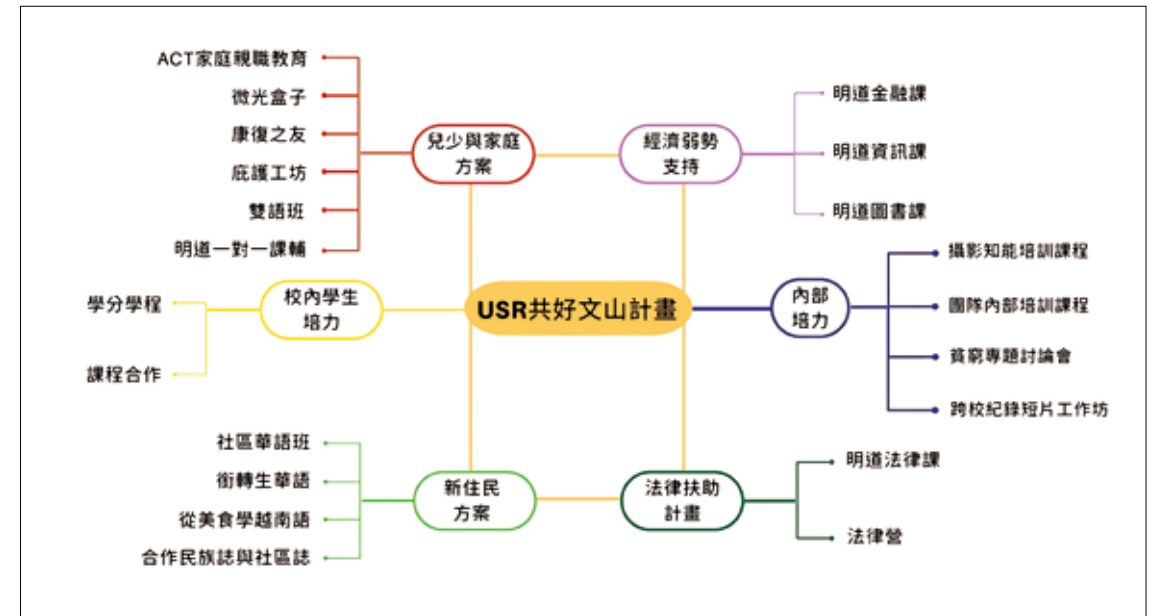 ACT家庭親職教育
微光盒子
康復之友
庇護工坊
雙語班
明道一對一課輔
兒少與家庭
方案
經濟弱勢
支持
明道金融課
明道資訊課
明道圖書課
學分學程
課程合作
校內學生
培力
USR共好文山計畫
內部
培力
攝影知能培訓課程
團隊內部培訓課程
貧窮專題討論會
跨校紀錄短片工作坊
社區華語班
銜轉生華語
從美食學越南語
合作民族誌與社區誌
新住民
方案
法律扶助
計畫
明道法律課
法律營